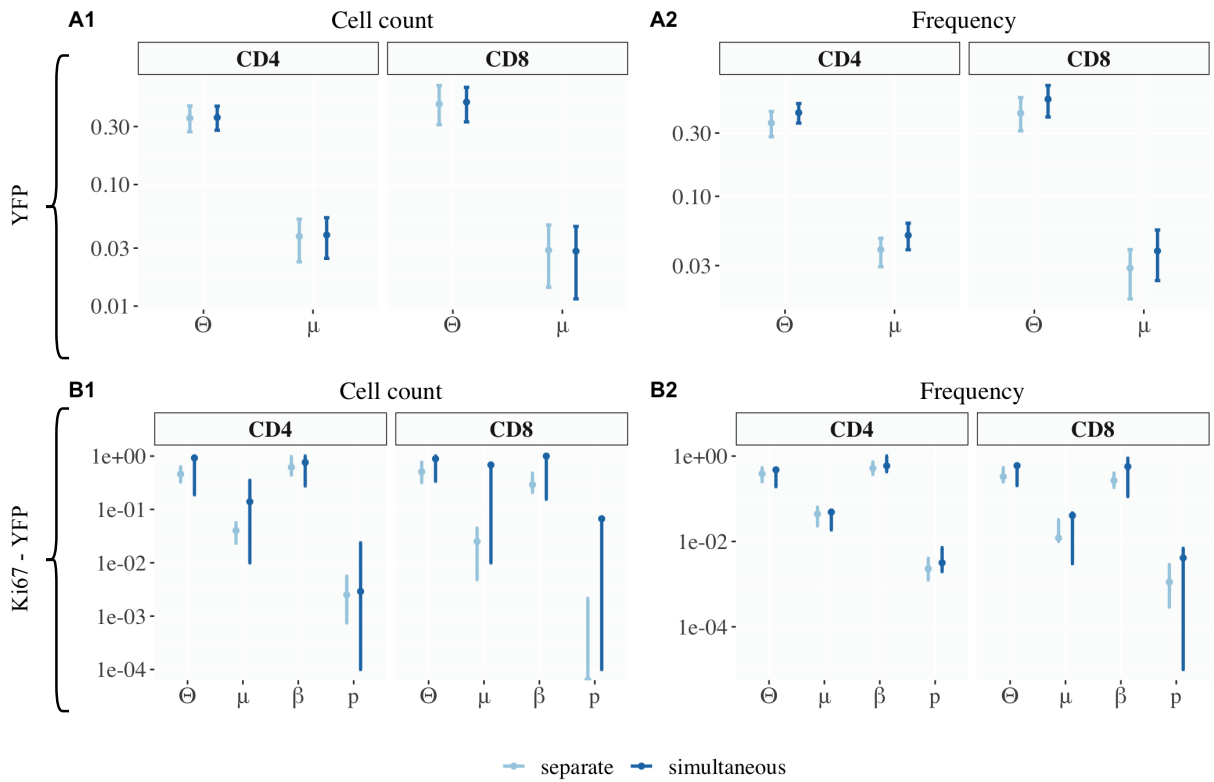 A1 Cell count A2 Frequency
CD4 CD8 CD4 CD8
YFP
0.30
0.10
0.03
0.01
Θ μ Θ μ
0.30
0.10
0.03
Θ μ Θ μ
B1 Cell count B2 Frequency
CD4 CD8 CD4 CD8
Ki67 - YFP
1e+00
1e-01
1e-02
1e-03
1e-04
Θ μ β p Θ μ β p
1e+00
1e-02
1e-04
Θ μ β p Θ μ β p
separate simultaneous